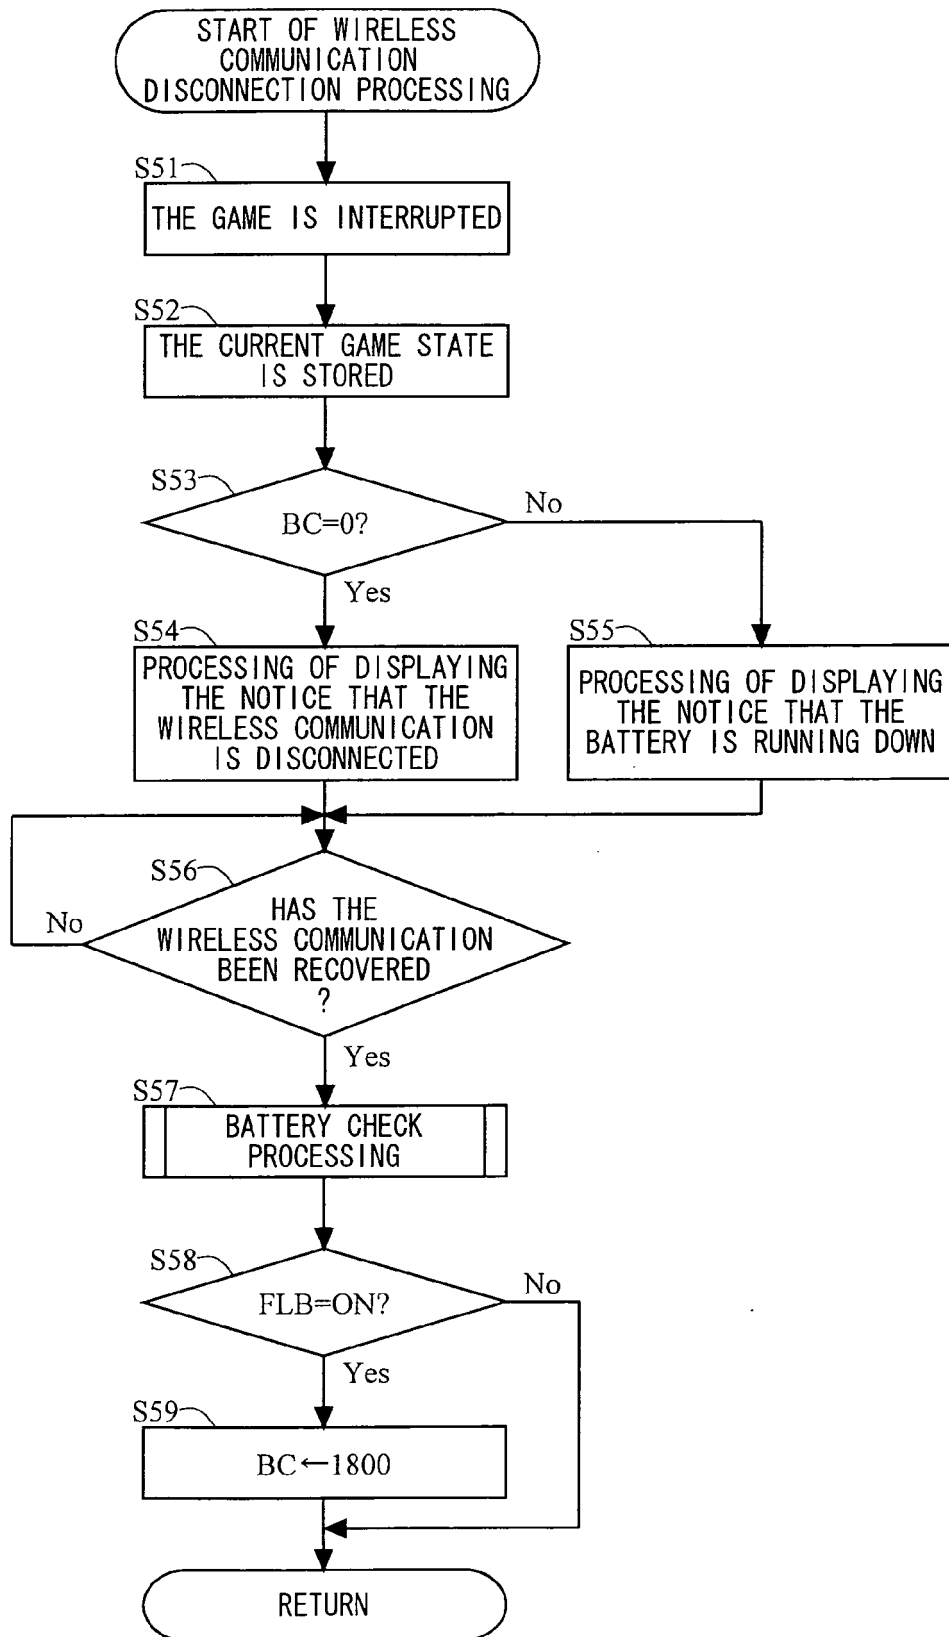 START OF WIRELESS
COMMUNICATION
DISCONNECTION PROCESSING
S51
THE GAME IS INTERRUPTED
S52
THE CURRENT GAME STATE
IS STORED
S53
BC=0?
No
Yes
S54
PROCESSING OF DISPLAYING
THE NOTICE THAT THE
WIRELESS COMMUNICATION
IS DISCONNECTED
S55
PROCESSING OF DISPLAYING
THE NOTICE THAT THE
BATTERY IS RUNNING DOWN
S56
HAS THE
WIRELESS COMMUNICATION
BEEN RECOVERED
?
No
Yes
S57
BATTERY CHECK
PROCESSING
S58
FLB=ON?
No
Yes
S59
BC←1800
RETURN